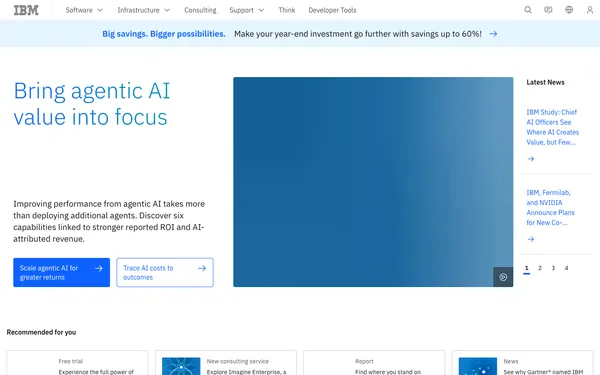 IBM
Software Infrastructure Consulting Support Think Developer Tools
Big savings. Bigger possibilities. Make your year-end investment go further with savings up to 60%!
Bring agentic AI
value into focus
Improving performance from agentic AI takes more
than deploying additional agents. Discover six
capabilities linked to stronger reported ROI and AI-
attributed revenue.
Scale agentic AI for
greater returns
Trace AI costs to
outcomes
Latest News
IBM Study: Chief
AI Officers See
Where AI Creates
Value, but Few...
IBM, Fermilab,
and NVIDIA
Announce Plans
for New Co-...
1 2 3 4
Recommended for you
Free trial
Experience the full power of
New consulting service
Explore Imagine Enterprise, a
Report
Find where you stand on
News
See why Gartner® named IBM